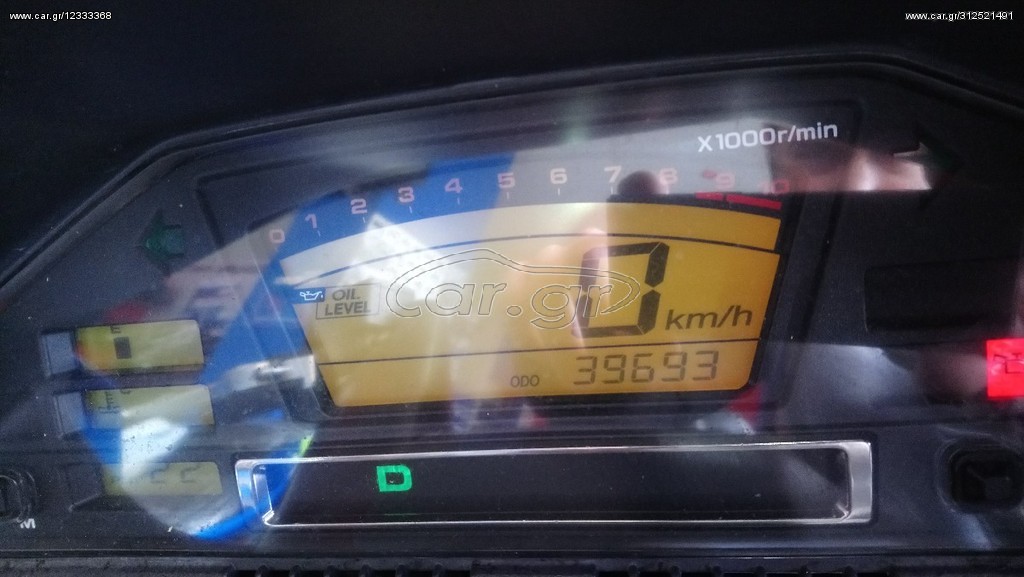 www.car.gr/12333368
www.car.gr/312521491
X1000r/min
0 1 2 3 4 5 6 7 8 9 10
OIL
LEVEL
car.gr
0 km/h
ODO 39693
D
M